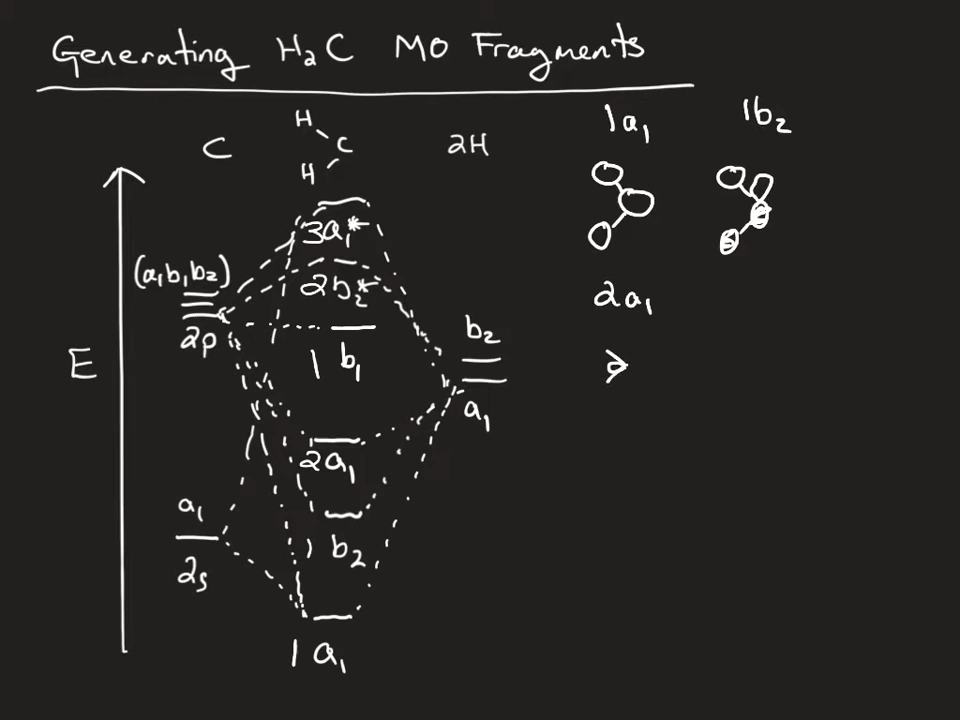 Generating H₂C MO Fragments
C
H
C
H
2H
1a₁
1b₂
3a₁*
(a₁b₁b₂)
2b₂*
2p
2a₁
b₂
E
1 b₁
a₁
2a₁
a₁
1 b₂
2s
1 a₁